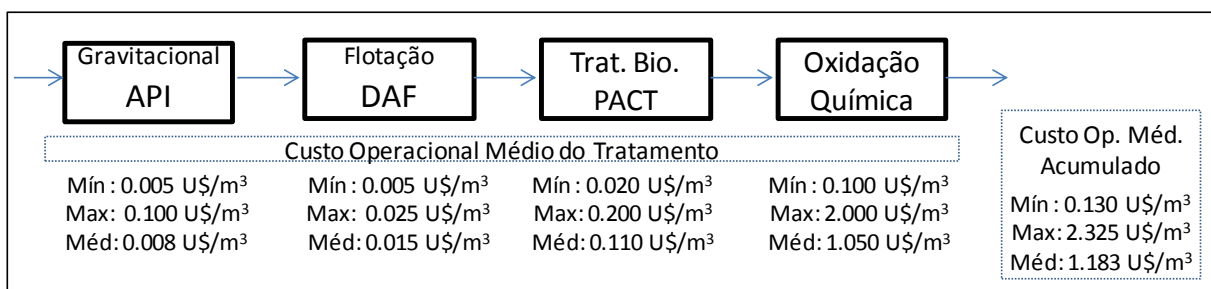 Gravitacional
API
Flotação
DAF
Trat. Bio.
PACT
Oxidação
Química
Custo Operacional Médio do Tratamento
Mín : 0.005 U$/m³
Max: 0.100 U$/m³
Méd: 0.008 U$/m³
Mín : 0.005 U$/m³
Max: 0.025 U$/m³
Méd: 0.015 U$/m³
Mín : 0.020 U$/m³
Max: 0.200 U$/m³
Méd: 0.110 U$/m³
Mín : 0.100 U$/m³
Max: 2.000 U$/m³
Méd: 1.050 U$/m³
Custo Op. Méd.
Acumulado
Mín : 0.130 U$/m³
Max: 2.325 U$/m³
Méd: 1.183 U$/m³